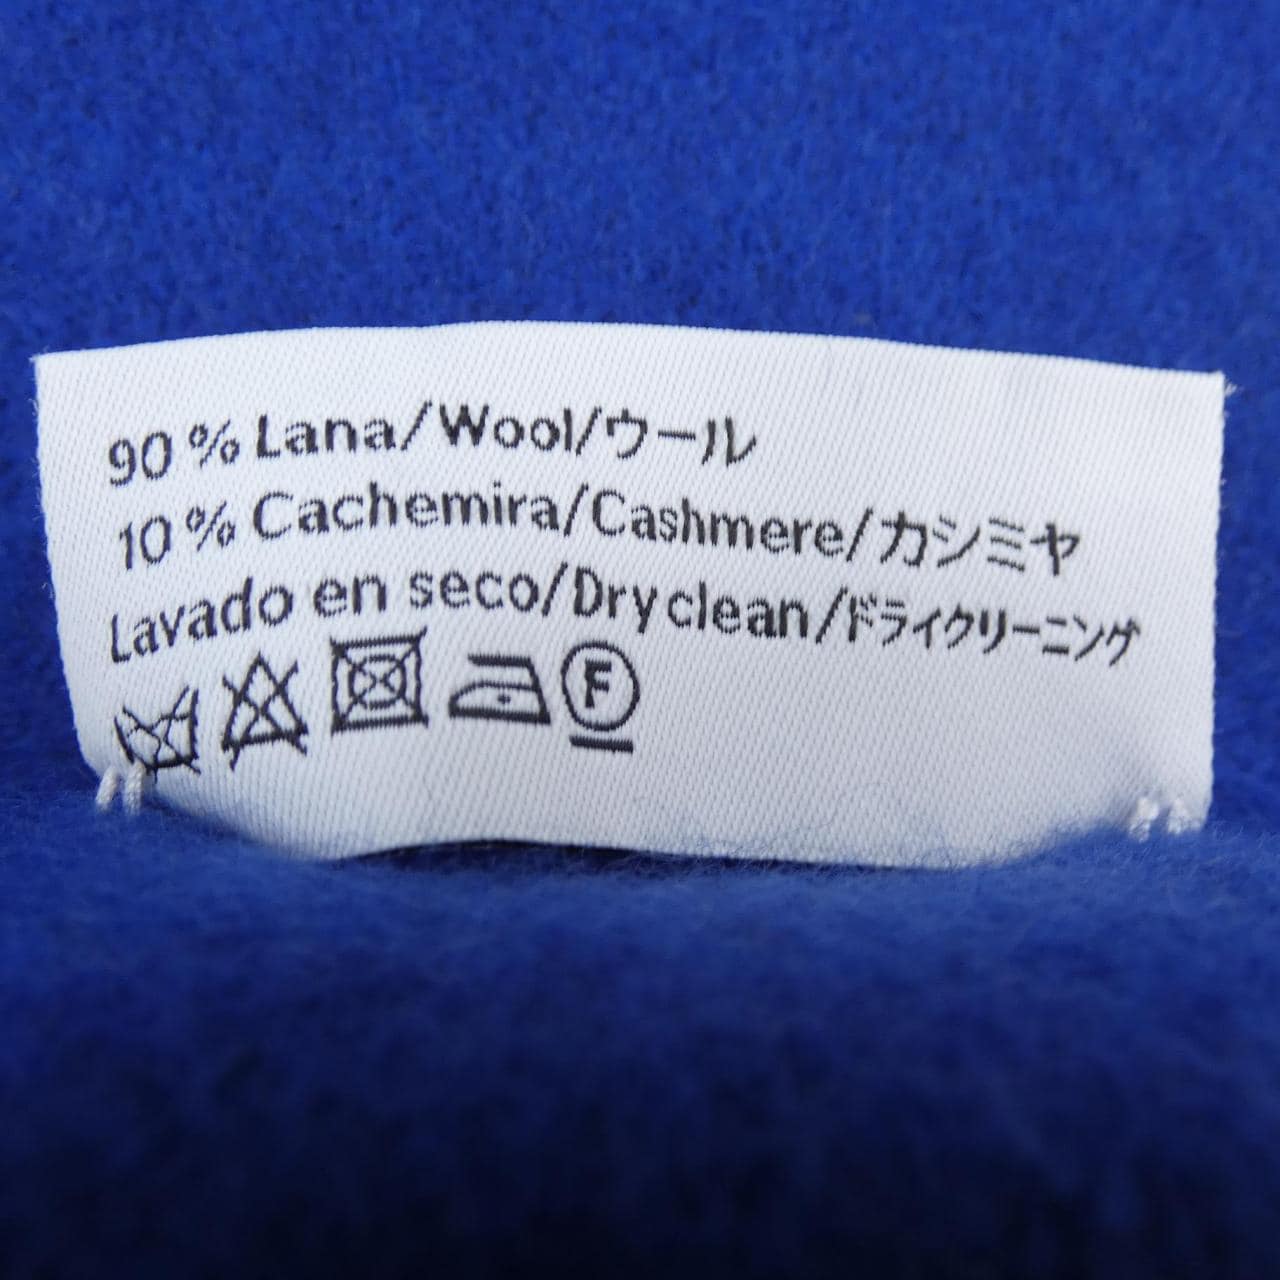 90 % Lana/Wool/ウール
10 % Cachemira/Cashmere/カシミヤ
Lavado en seco/Dry clean/ドライクリーニング
F